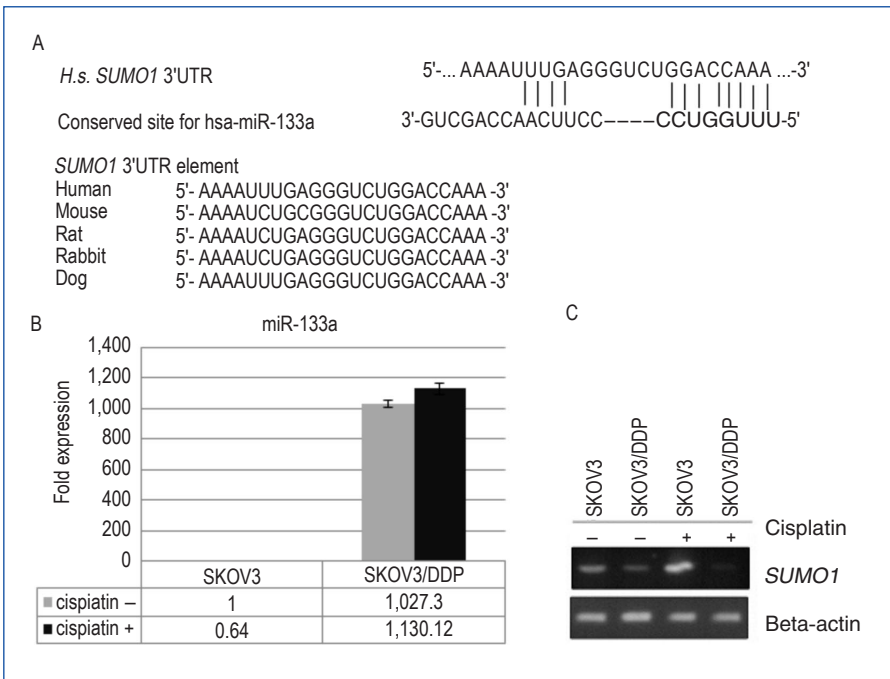 A
H.s. SUMO1 3'UTR 5'-... AAAAUUUGAGGGUCUGGACCAAA ...-3'
Conserved site for hsa-miR-133a 3'-GUCGACCAACUUCC----CCUGGUUU-5'
SUMO1 3'UTR element
Human 5'- AAAAUUUGAGGGUCUGGACCAAA -3'
Mouse 5'- AAAAUCUGCGGGUCUGGACCAAA -3'
Rat 5'- AAAAUCUGAGGGUCUGGACCAAA -3'
Rabbit 5'- AAAAUCUGAGGGUCUGGACCAAA -3'
Dog 5'- AAAAUUUGAGGGUCUGGACCAAA -3'
B
miR-133a
Fold expression
1,400
1,200
1,000
800
600
400
200
0
SKOV3 SKOV3/DDP
cispiatin – 1 1,027.3
cispiatin + 0.64 1,130.12
C
SKOV3 SKOV3/DDP SKOV3 SKOV3/DDP
– – + + Cisplatin
SUMO1
Beta-actin